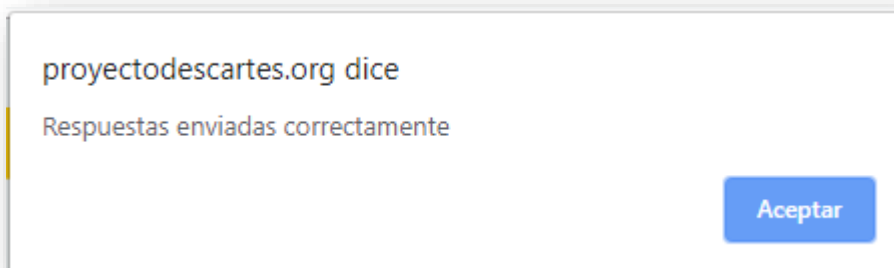 proyectodescartes.org dice
Respuestas enviadas correctamente
Aceptar